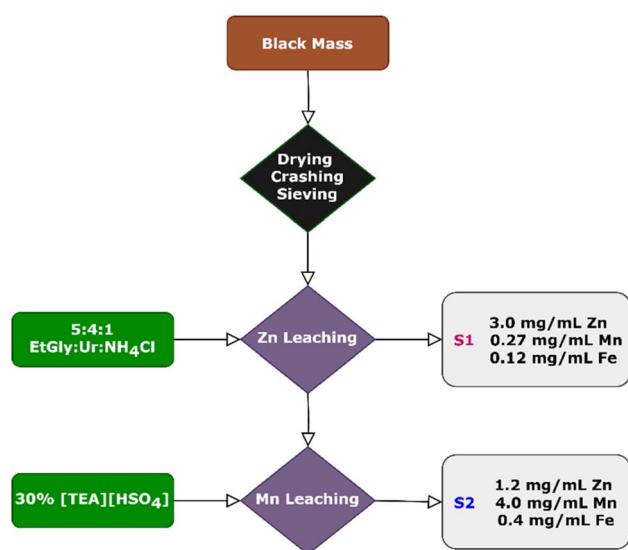 Black Mass
Drying
Crashing
Sieving
5:4:1
EtGly:Ur:NH₄Cl
Zn Leaching
S1
3.0 mg/mL Zn
0.27 mg/mL Mn
0.12 mg/mL Fe
30% [TEA][HSO₄]
Mn Leaching
S2
1.2 mg/mL Zn
4.0 mg/mL Mn
0.4 mg/mL Fe